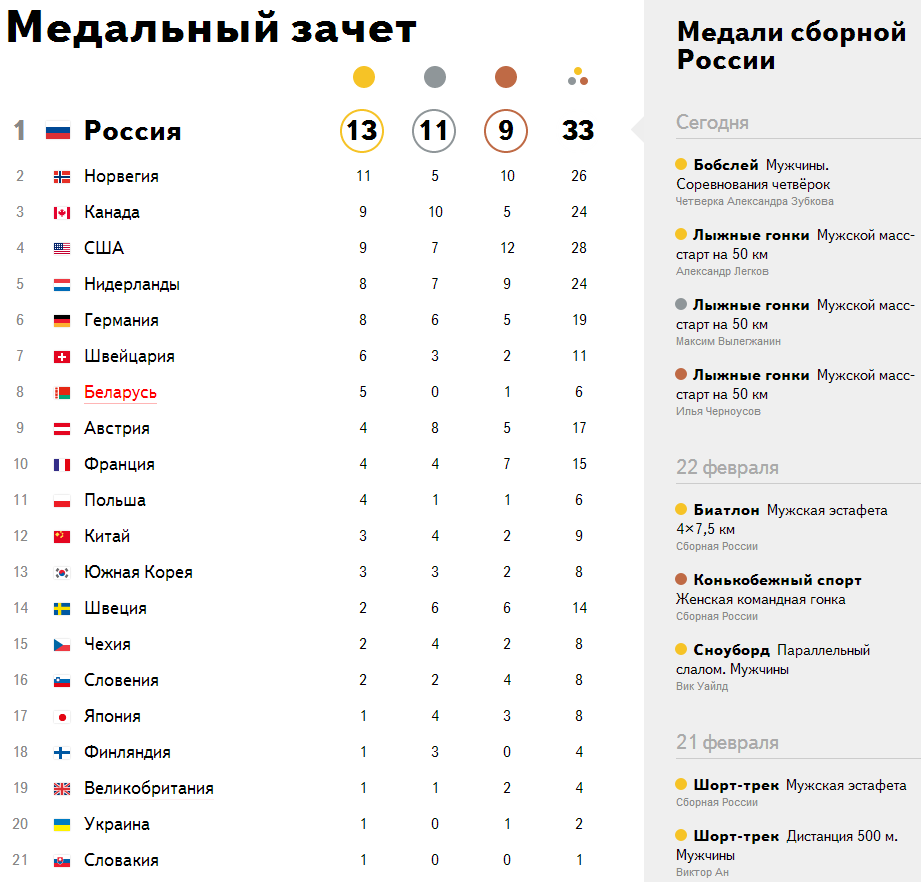 Медальный зачет
1 Россия 13 11 9 33
2 Норвегия 11 5 10 26
3 Канада 9 10 5 24
4 США 9 7 12 28
5 Нидерланды 8 7 9 24
6 Германия 8 6 5 19
7 Швейцария 6 3 2 11
8 Беларусь 5 0 1 6
9 Австрия 4 8 5 17
10 Франция 4 4 7 15
11 Польша 4 1 1 6
12 Китай 3 4 2 9
13 Южная Корея 3 3 2 8
14 Швеция 2 6 6 14
15 Чехия 2 4 2 8
16 Словения 2 2 4 8
17 Япония 1 4 3 8
18 Финляндия 1 3 0 4
19 Великобритания 1 1 2 4
20 Украина 1 0 1 2
21 Словакия 1 0 0 1
Медали сборной
России
Сегодня
Бобслей Мужчины.
Соревнования четвёрок
Четверка Александра Зубкова
Лыжные гонки Мужской масс-
старт на 50 км
Александр Легков
Лыжные гонки Мужской масс-
старт на 50 км
Максим Вылегжанин
Лыжные гонки Мужской масс-
старт на 50 км
Илья Черноусов
22 февраля
Биатлон Мужская эстафета
4×7,5 км
Сборная России
Конькобежный спорт
Женская командная гонка
Сборная России
Сноуборд Параллельный
слалом. Мужчины
Вик Уайлд
21 февраля
Шорт-трек Мужская эстафета
Сборная России
Шорт-трек Дистанция 500 м.
Мужчины
Виктор Ан